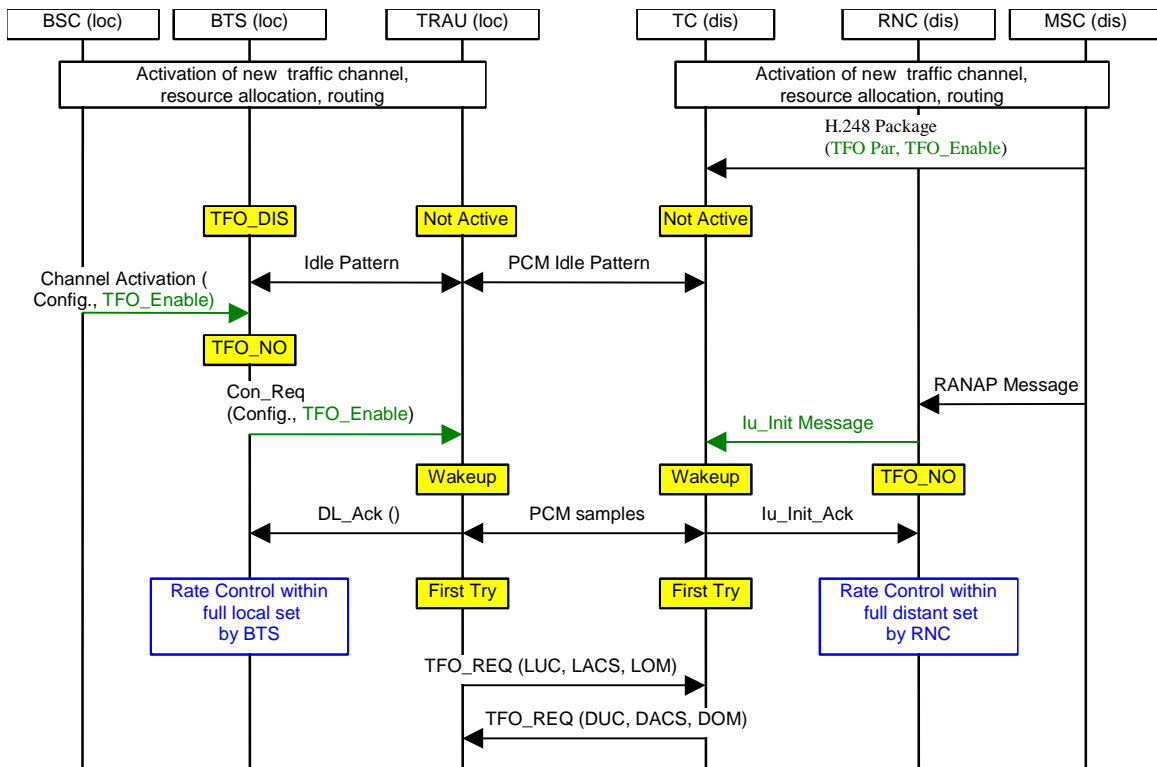 BSC (loc)
BTS (loc)
TRAU (loc)
TC (dis)
RNC (dis)
MSC (dis)
Activation of new traffic channel,
resource allocation, routing
Activation of new traffic channel,
resource allocation, routing
H.248 Package
(TFO Par, TFO_Enable)
TFO_DIS
Not Active
Not Active
Idle Pattern
PCM Idle Pattern
Channel Activation (
Config., TFO_Enable)
TFO_NO
Con_Req
(Config., TFO_Enable)
RANAP Message
Iu_Init Message
Wakeup
Wakeup
TFO_NO
DL_Ack ()
PCM samples
Iu_Init_Ack
Rate Control within
full local set
by BTS
First Try
First Try
Rate Control within
full distant set
by RNC
TFO_REQ (LUC, LACS, LOM)
TFO_REQ (DUC, DACS, DOM)